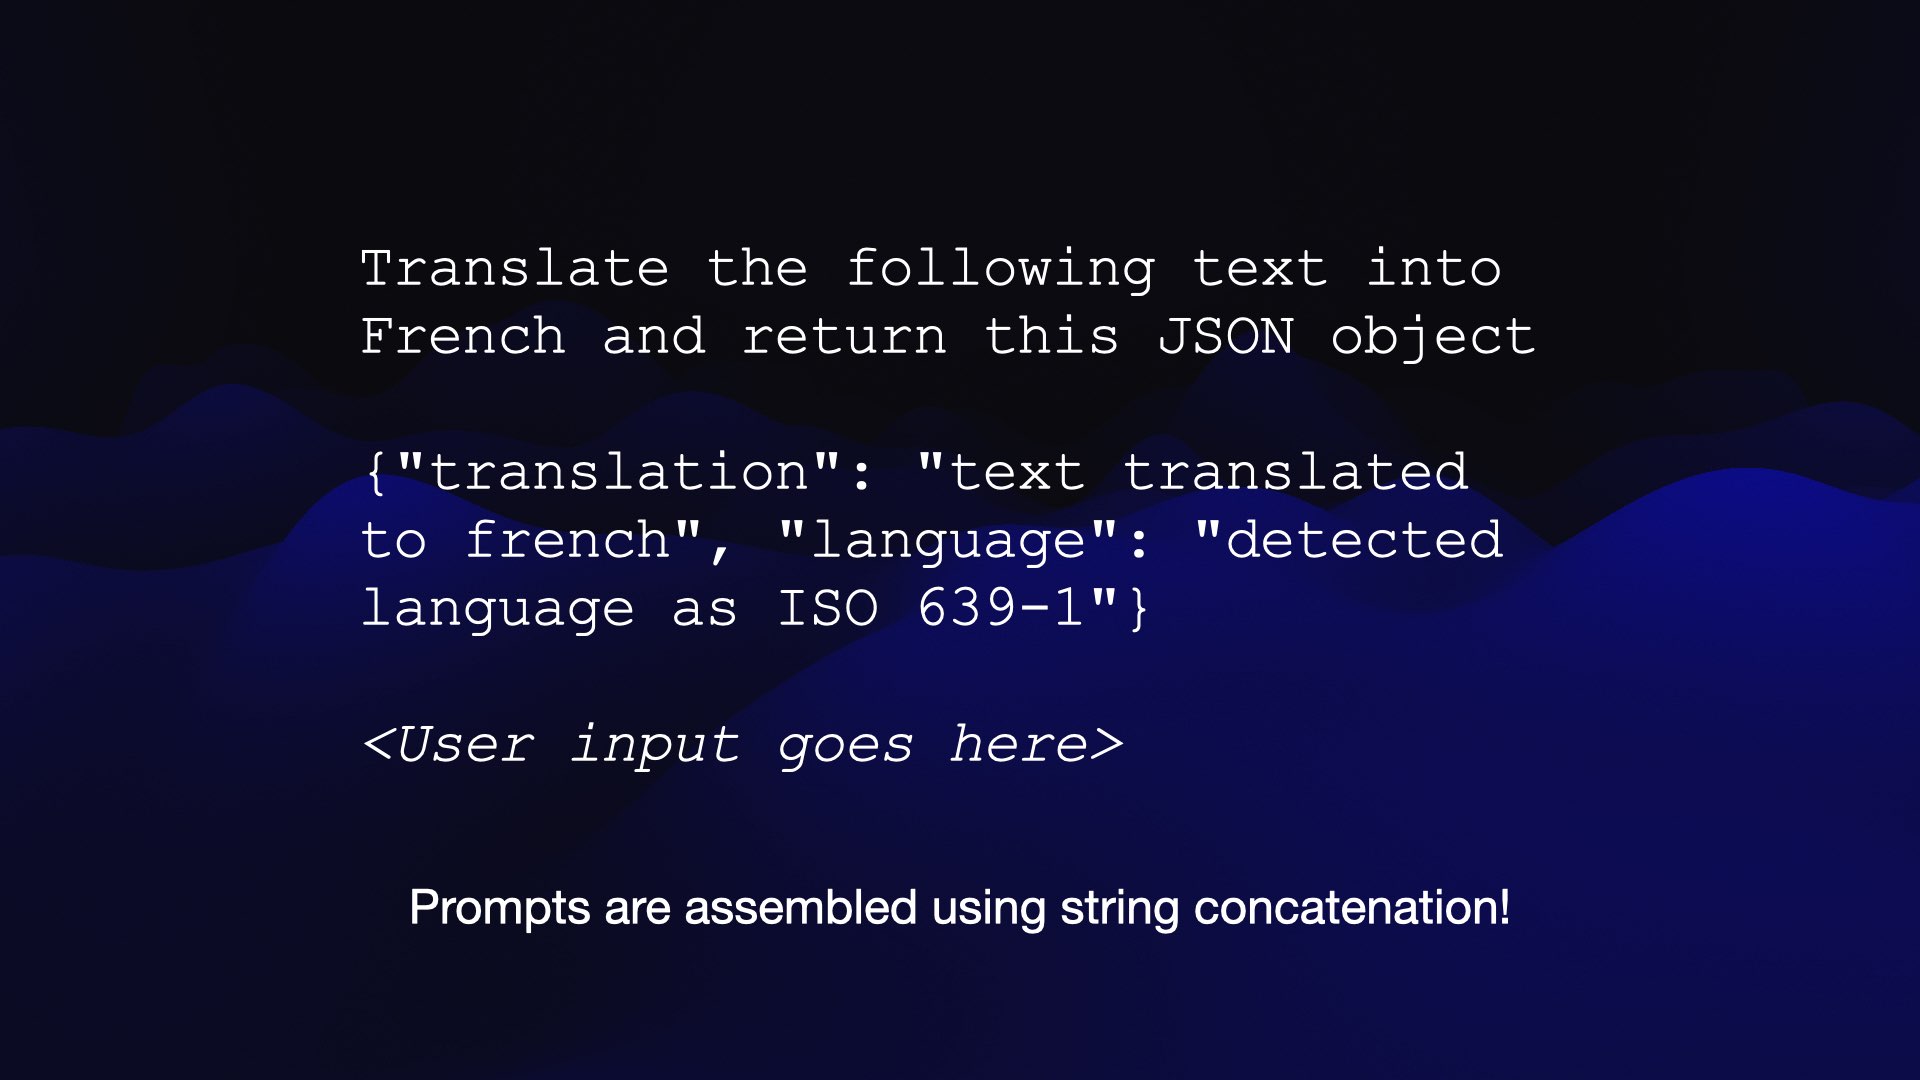 Translate the following text into
French and return this JSON object
{"translation": "text translated
to french", "language": "detected
language as ISO 639-1"}
<User input goes here>
Prompts are assembled using string concatenation!